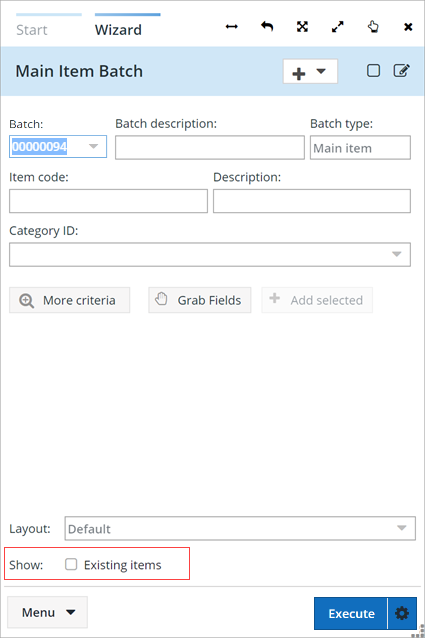 Start Wizard
Main Item Batch
Batch: Batch description: Batch type:
00000094 Main item
Item code: Description:
Category ID:
More criteria Grab Fields Add selected
Layout: Default
Show: Existing items
Menu Execute